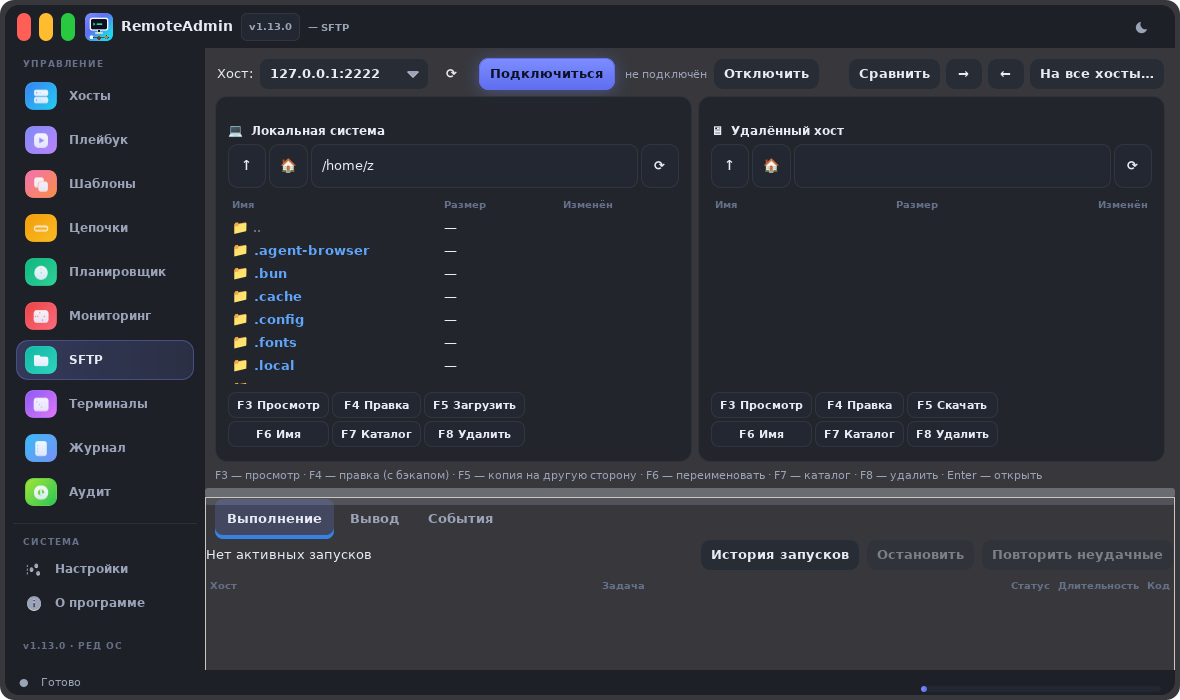 RemoteAdmin v1.13.0 — SFTP
УПРАВЛЕНИЕ
Хосты
Плейбук
Шаблоны
Цепочки
Планировщик
Мониторинг
SFTP
Терминалы
Журнал
Аудит
СИСТЕМА
Настройки
О программе
v1.13.0 · РЕД ОС
Готово
Хост: 127.0.0.1:2222 ⟳ Подключиться не подключён Отключить Сравнить → ← На все хосты…
Локальная система
↑ /home/z ⟳
Имя Размер Изменён
.. —
.agent-browser —
.bun —
.cache —
.config —
.fonts —
.local —
F3 Просмотр F4 Правка F5 Загрузить
F6 Имя F7 Каталог F8 Удалить
Удалённый хост
↑ ⟳
Имя Размер Изменён
F3 Просмотр F4 Правка F5 Скачать
F6 Имя F7 Каталог F8 Удалить
F3 — просмотр · F4 — правка (с бэкапом) · F5 — копия на другую сторону · F6 — переименовать · F7 — каталог · F8 — удалить · Enter — открыть
Выполнение Вывод События
Нет активных запусков История запусков Остановить Повторить неудачные
Хост Задача Статус Длительность Код